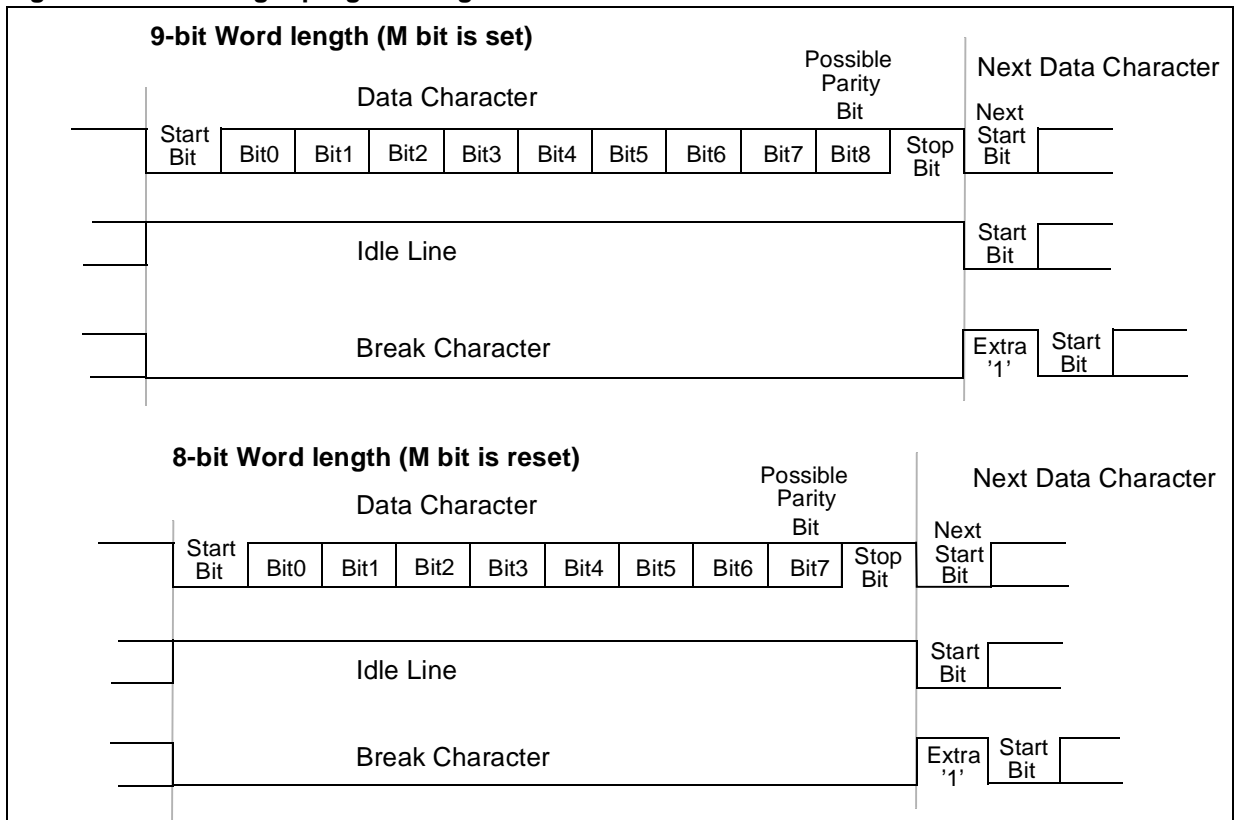 9-bit Word length (M bit is set)
Possible
Parity
Bit
Next Data Character
Data Character
Next
Start
Bit
Start
Bit
Bit0 Bit1 Bit2 Bit3 Bit4 Bit5 Bit6 Bit7 Bit8
Stop
Bit
Idle Line
Start
Bit
Break Character
Extra
'1'
Start
Bit
8-bit Word length (M bit is reset)
Possible
Parity
Bit
Next Data Character
Data Character
Next
Start
Bit
Start
Bit
Bit0 Bit1 Bit2 Bit3 Bit4 Bit5 Bit6 Bit7
Stop
Bit
Idle Line
Start
Bit
Break Character
Extra
'1'
Start
Bit